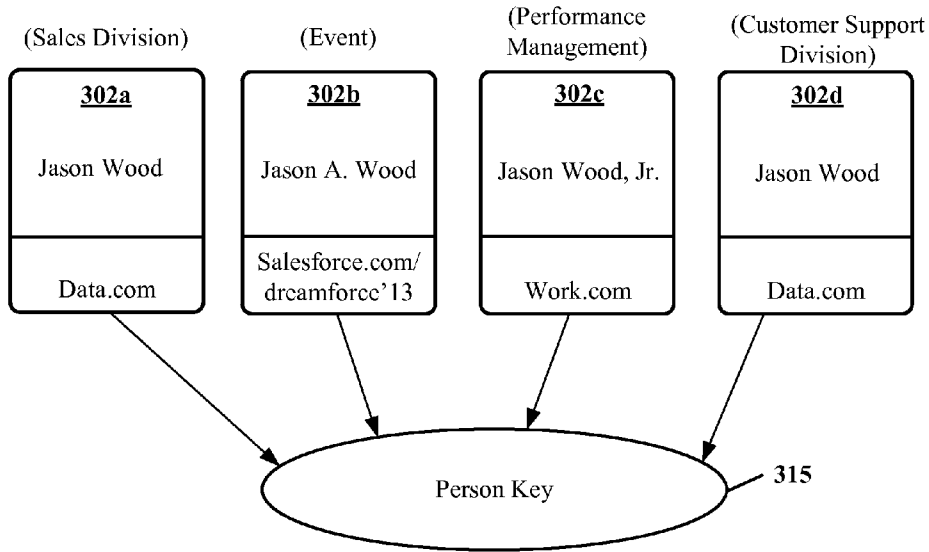 (Sales Division)
(Event)
(Performance
Management)
(Customer Support
Division)
302a
Jason Wood
Data.com
302b
Jason A. Wood
Salesforce.com/
dreamforce'13
302c
Jason Wood, Jr.
Work.com
302d
Jason Wood
Data.com
Person Key
315